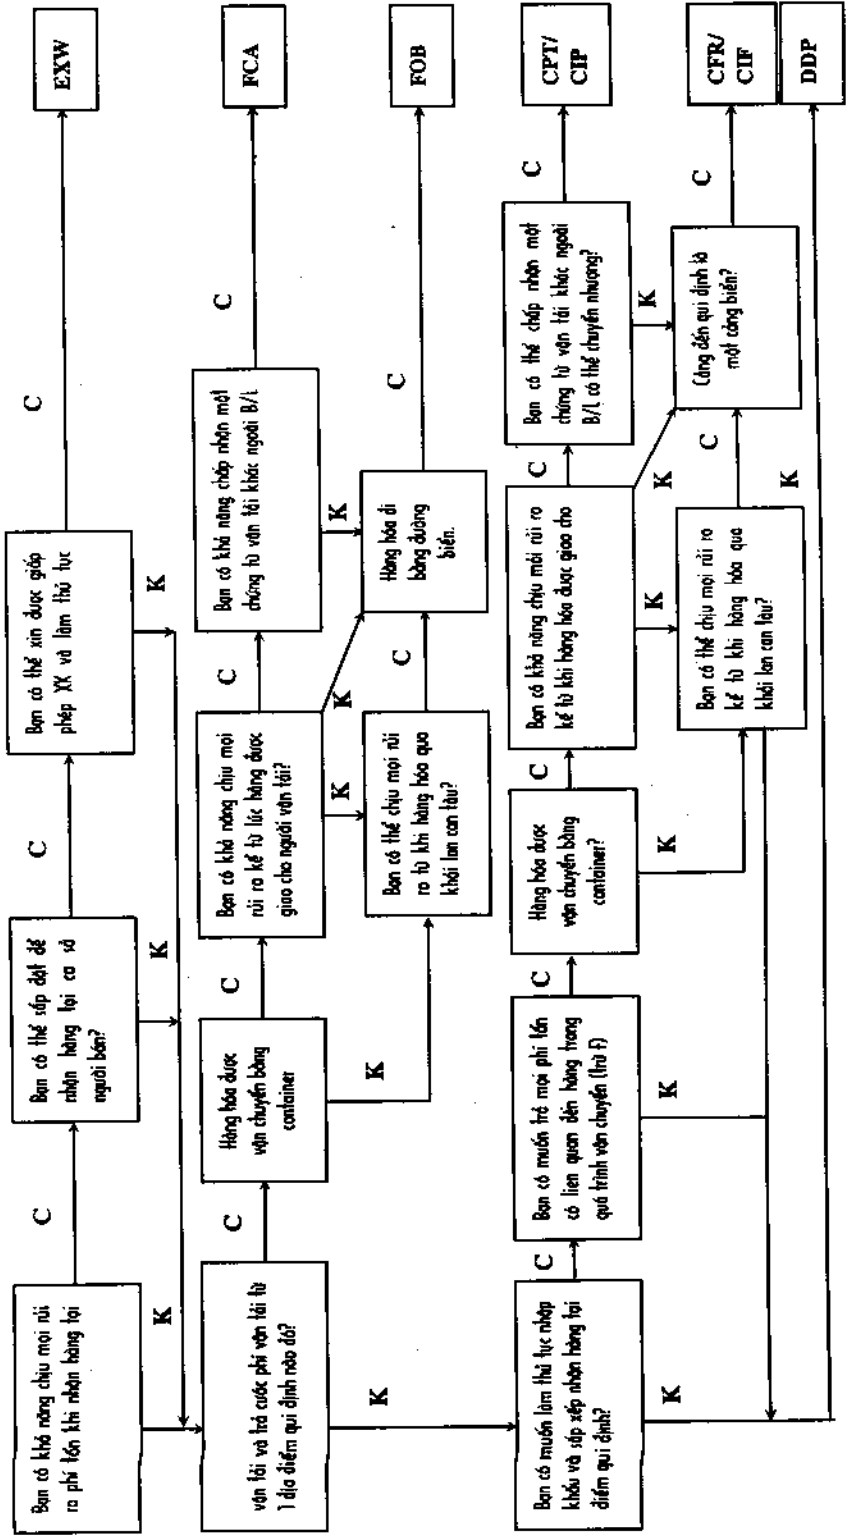 Bạn có khả năng chịu mọi rủi
ro phí tổn khi nhận hàng tại
C
Bạn có thể sắp đặt để
nhận hàng tại cơ sở
người bán?
C
Bạn có thể xin được giấp
phép XK và làm thủ tục
C
EXW
K
K
K
vận tải và trả cước phí vận tải từ
1 địa điểm qui định nào đó?
C
Hàng hóa được
vận chuyển bằng
container
C
Bạn có khả năng chịu mọi
rủi ro kể từ lúc hàng được
giao cho người vận tải?
C
Bạn có khả năng chấp nhận một
chứng từ vận tải khác ngoài B/L
C
FCA
K
K
K
K
K
Bạn có thể chịu mọi rủi
ro từ khi hàng hóa qua
khỏi lan can tàu?
C
Hàng hóa đi
bằng đường
biển.
C
FOB
Bạn có muốn làm thủ tục nhập
khẩu và sắp xếp nhận hàng tại
điểm qui định?
C
Bạn có muốn trả mọi phí tổn
có liên quan đến hàng trong
quá trình vận chuyển (trừ f)
C
Hàng hóa được
vận chuyển bằng
container?
C
Bạn có khả năng chịu mỏi rủi ro
kể từ khi hàng hóa được giao cho
C
Bạn có thể chấp nhận một
chứng từ vận tải khác ngoài
B/L có thể chuyển nhượng?
C
CPT/
CIP
K
K
K
K
K
K
Bạn có thể chịu mọi rủi ro
kể từ khi hàng hóa qua
khỏi lan can tàu?
C
Cảng đến qui định là
một cảng biển?
C
CFR/
CIF
K
DDP